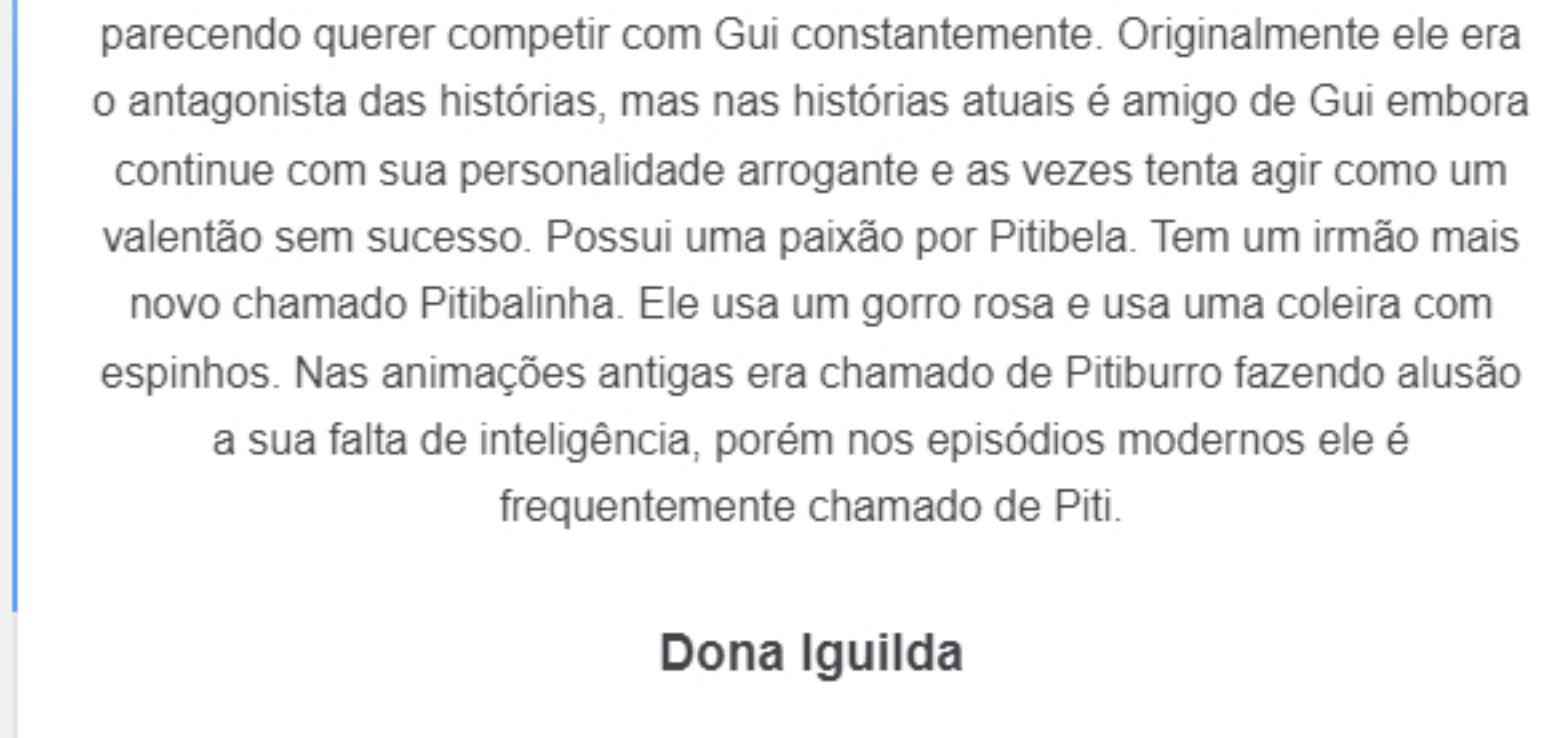 parecendo querer competir com Gui constantemente. Originalmente ele era
o antagonista das histórias, mas nas histórias atuais é amigo de Gui embora
continue com sua personalidade arrogante e as vezes tenta agir como um
valentão sem sucesso. Possui uma paixão por Pitibela. Tem um irmão mais
novo chamado Pitibalinha. Ele usa um gorro rosa e usa uma coleira com
espinhos. Nas animações antigas era chamado de Pitiburro fazendo alusão
a sua falta de inteligência, porém nos episódios modernos ele é
frequentemente chamado de Piti.
Dona Iguilda